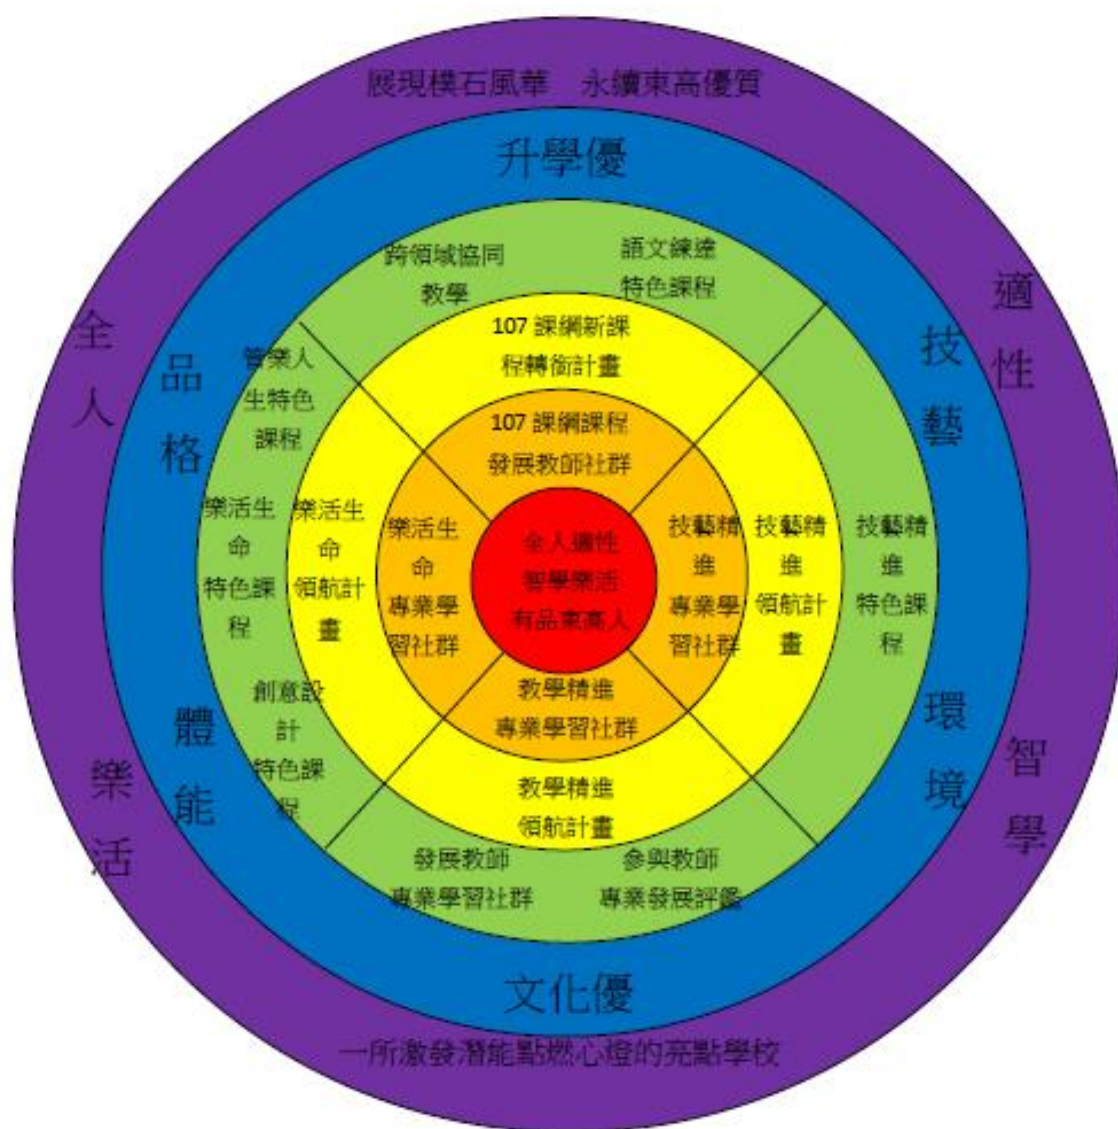 展現樸石風華　永續東高優質
升學優
跨領域協同
教學
語文鍊達
特色課程
適
性
全
人
品
格
技
藝
107 課綱新課
程轉銜計畫
管樂人
生特色
課程
107 課綱課程
發展教師社群
樂活生
命
特色課
程
樂活生
命
領航計
畫
樂活生
命
專業學
習社群
全人適性
智學樂活
有品東高人
技藝精
進
專業學
習社群
技藝精
進
領航計
畫
技藝精
進
特色課
程
創意設
計
特色課
程
教學精進
專業學習社群
體
能
環
境
樂
活
智
學
教學精進
領航計畫
發展教師
專業學習社群
參與教師
專業發展評鑑
文化優
一所激發潛能點燃心燈的亮點學校